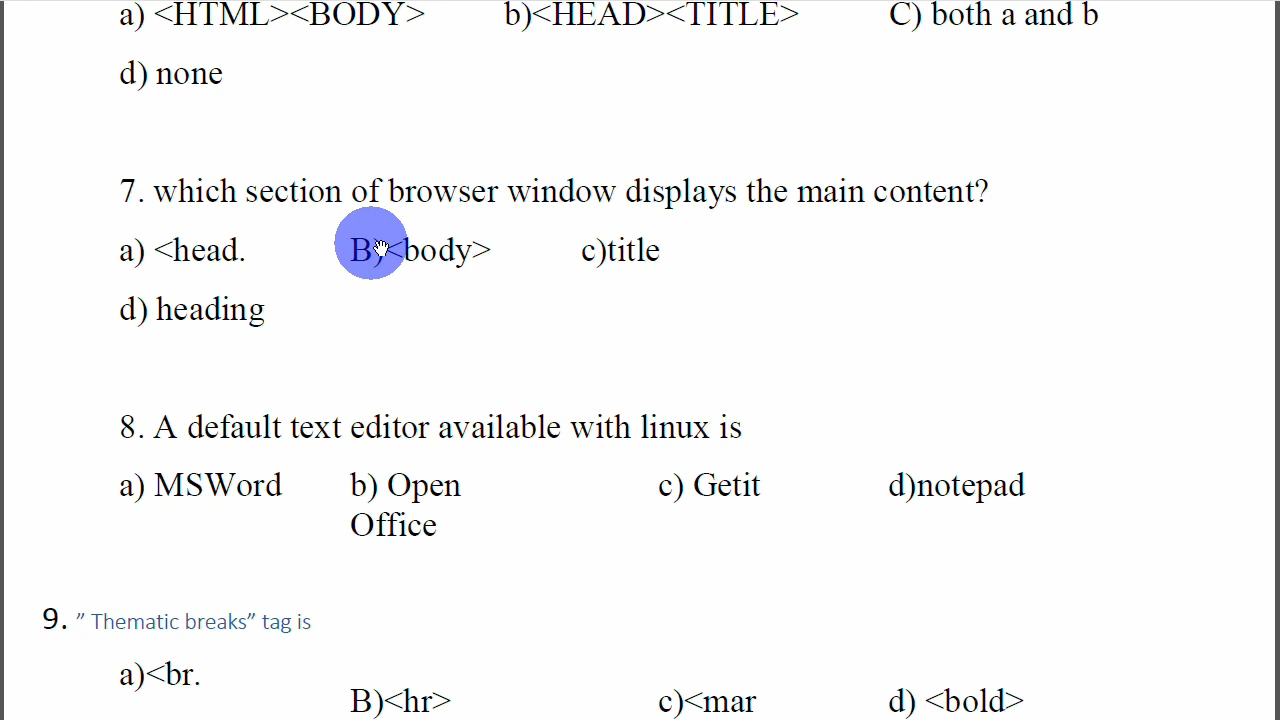 a) <HTML><BODY> b)<HEAD><TITLE> C) both a and b
d) none
7. which section of browser window displays the main content?
a) <head. B)<body> c)title
d) heading
8. A default text editor available with linux is
a) MSWord b) Open c) Getit d)notepad
Office
9. ” Thematic breaks” tag is
a)<br.
B)<hr> c)<mar d) <bold>